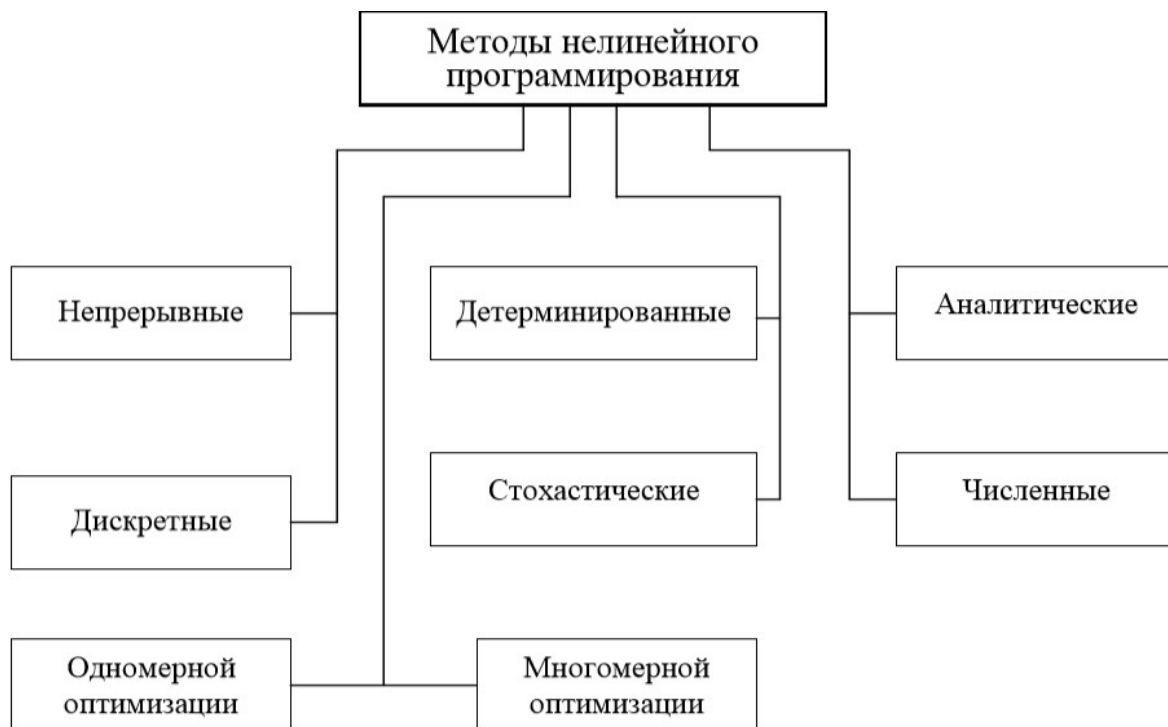 Методы нелинейного
программирования
Непрерывные
Детерминированные
Аналитические
Дискретные
Стохастические
Численные
Одномерной
оптимизации
Многомерной
оптимизации